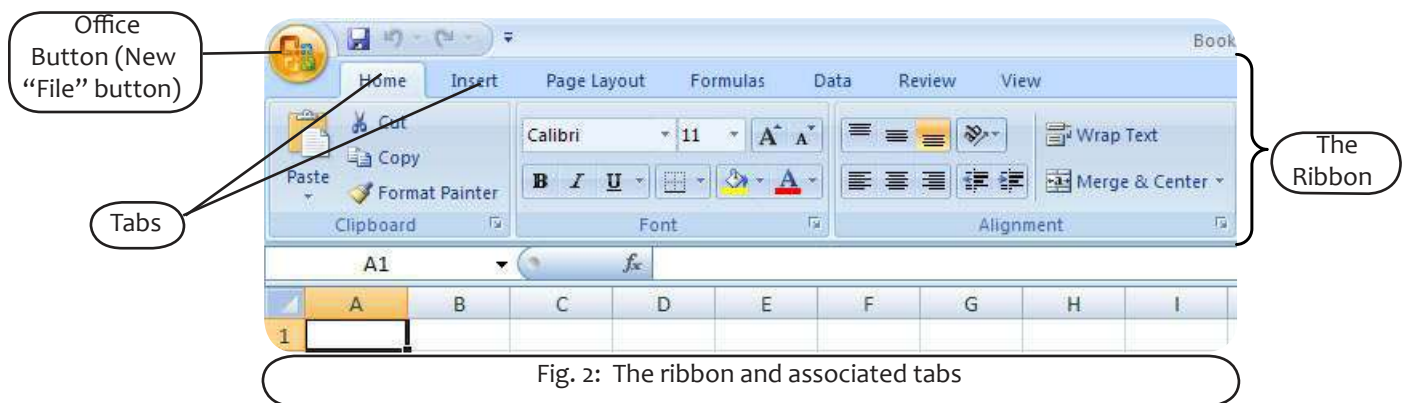 Office
Button (New
“File” button)
Book
Home Insert Page Layout Formulas Data Review View
Cut
Copy
Paste
Format Painter
Clipboard
Calibri 11 A A
B I U A
Font
Wrap Text
Merge & Center
Alignment
The
Ribbon
Tabs
A1 fx
A B C D E F G H I
1
Fig. 2: The ribbon and associated tabs